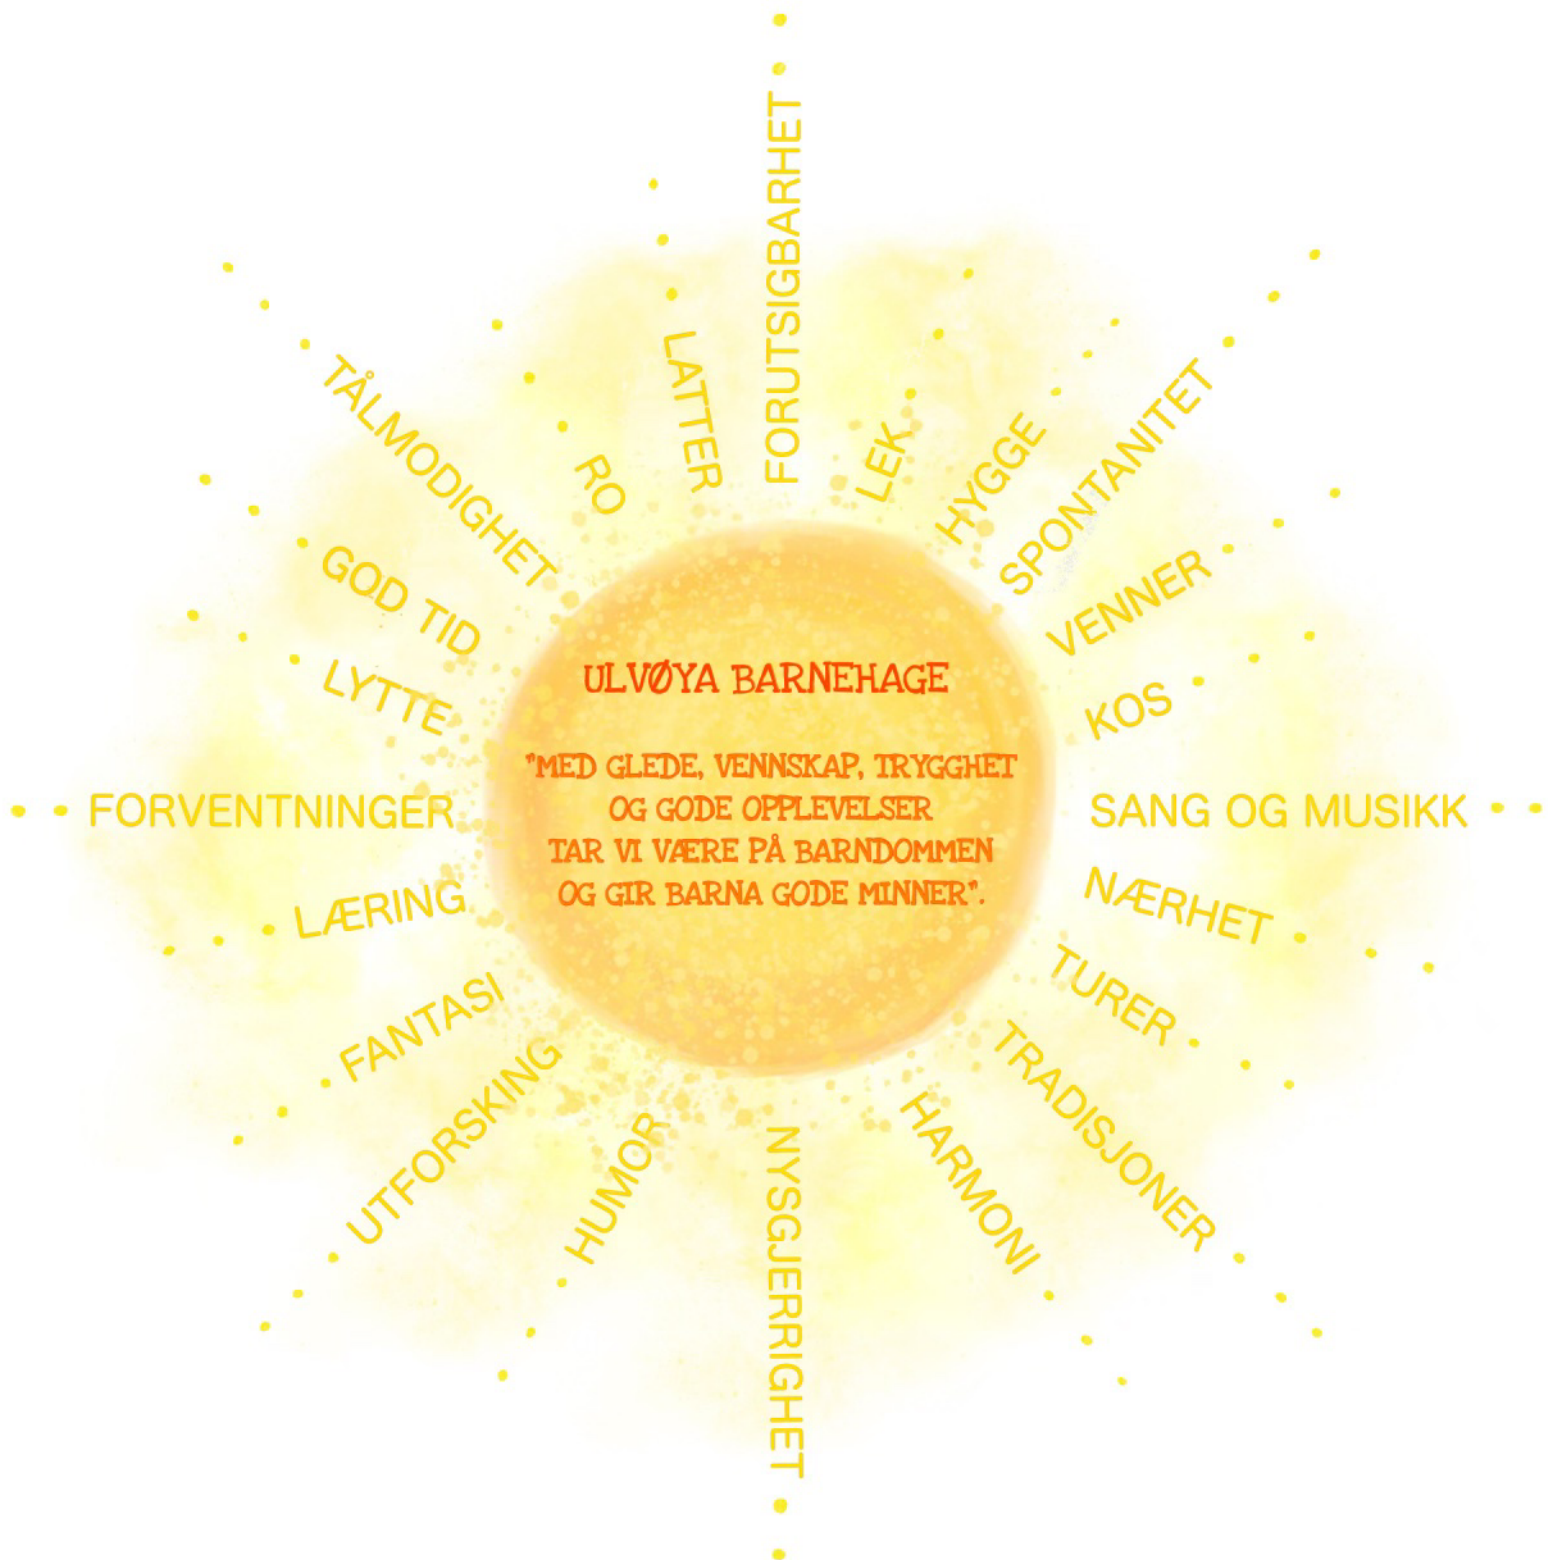 ULVØYA BARNEHAGE
"MED GLEDE, VENNSKAP, TRYGGHET
OG GODE OPPLEVELSER
TAR VI VÆRE PÅ BARNDOMMEN
OG GIR BARNA GODE MINNER".
FORUTSIGBARHET
LEK
HYGGE
SPONTANITET
VENNER
KOS
SANG OG MUSIKK
NÆRHET
TURER
TRADISJONER
HARMONI
NYSGJERRIGHET
HUMOR
UTFORSKING
FANTASI
LÆRING
FORVENTNINGER
LYTTE
GOD TID
TÅLMODIGHET
RO
LATTER